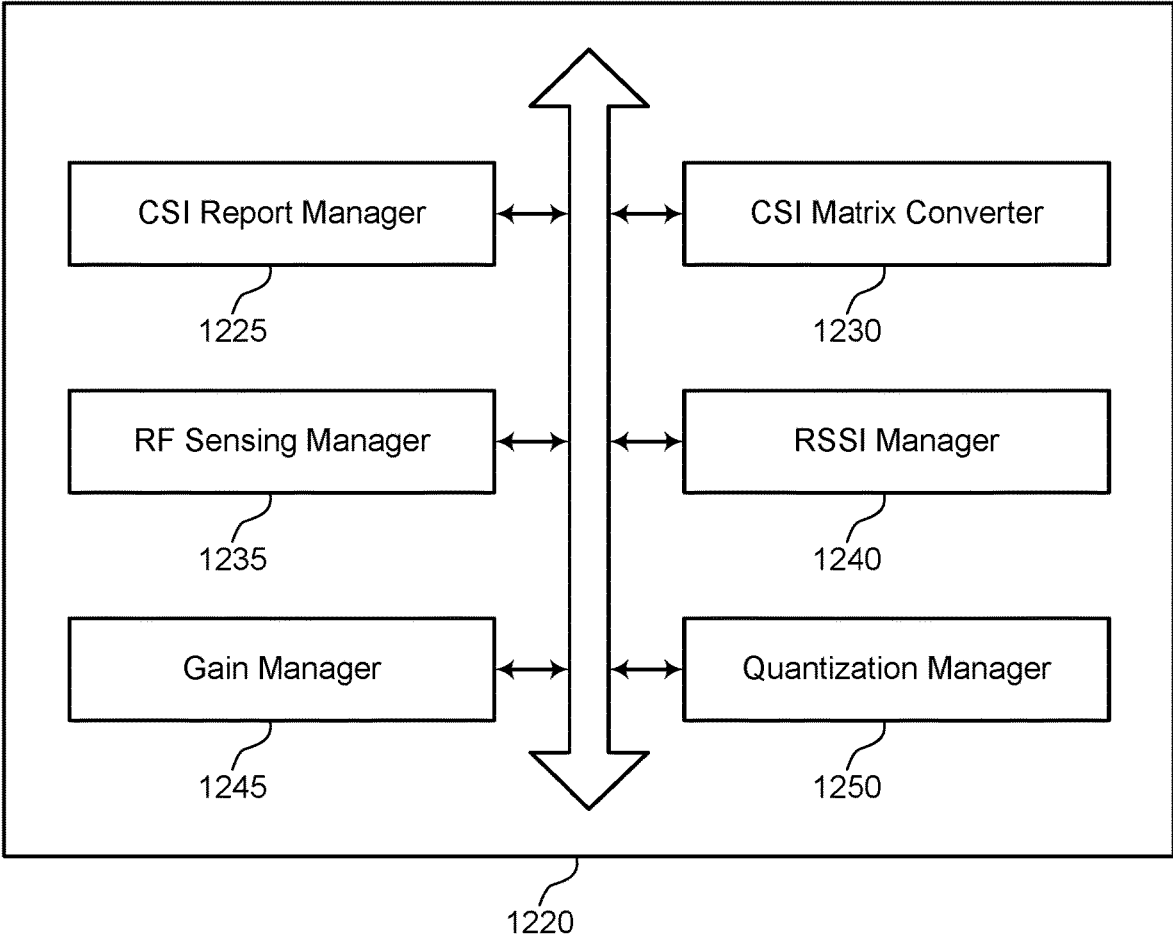 CSI Report Manager
CSI Matrix Converter
1225
1230
RF Sensing Manager
RSSI Manager
1235
1240
Gain Manager
Quantization Manager
1245
1250
1220